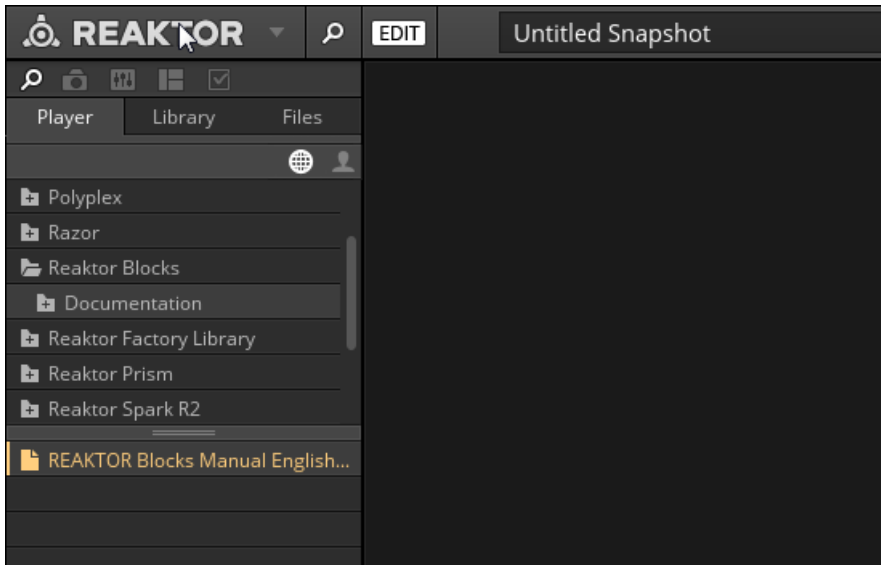 REAKTOR EDIT Untitled Snapshot
Player Library Files
Polyplex
Razor
Reaktor Blocks
Documentation
Reaktor Factory Library
Reaktor Prism
Reaktor Spark R2
REAKTOR Blocks Manual English...